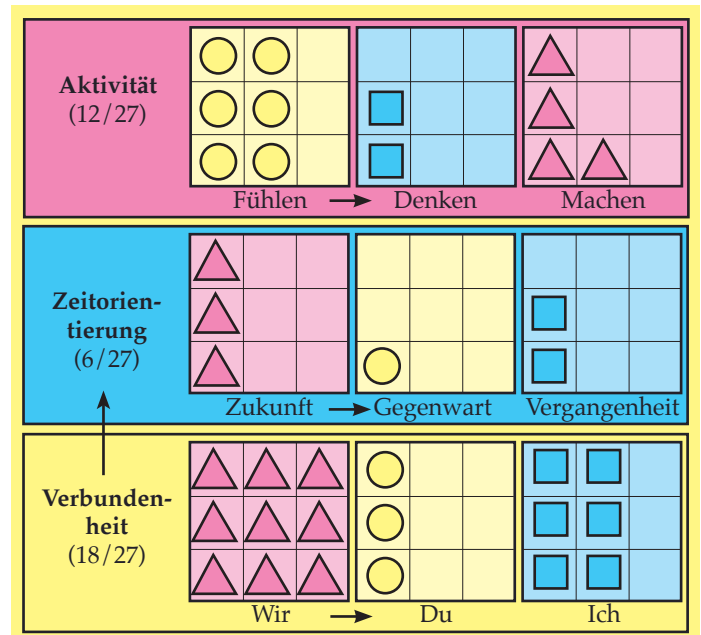 Aktivität
(12/27)
Fühlen → Denken Machen
Zeitorien-
tierung
(6/27)
Zukunft → Gegenwart Vergangenheit
Verbunden-
heit
(18/27)
Wir → Du Ich